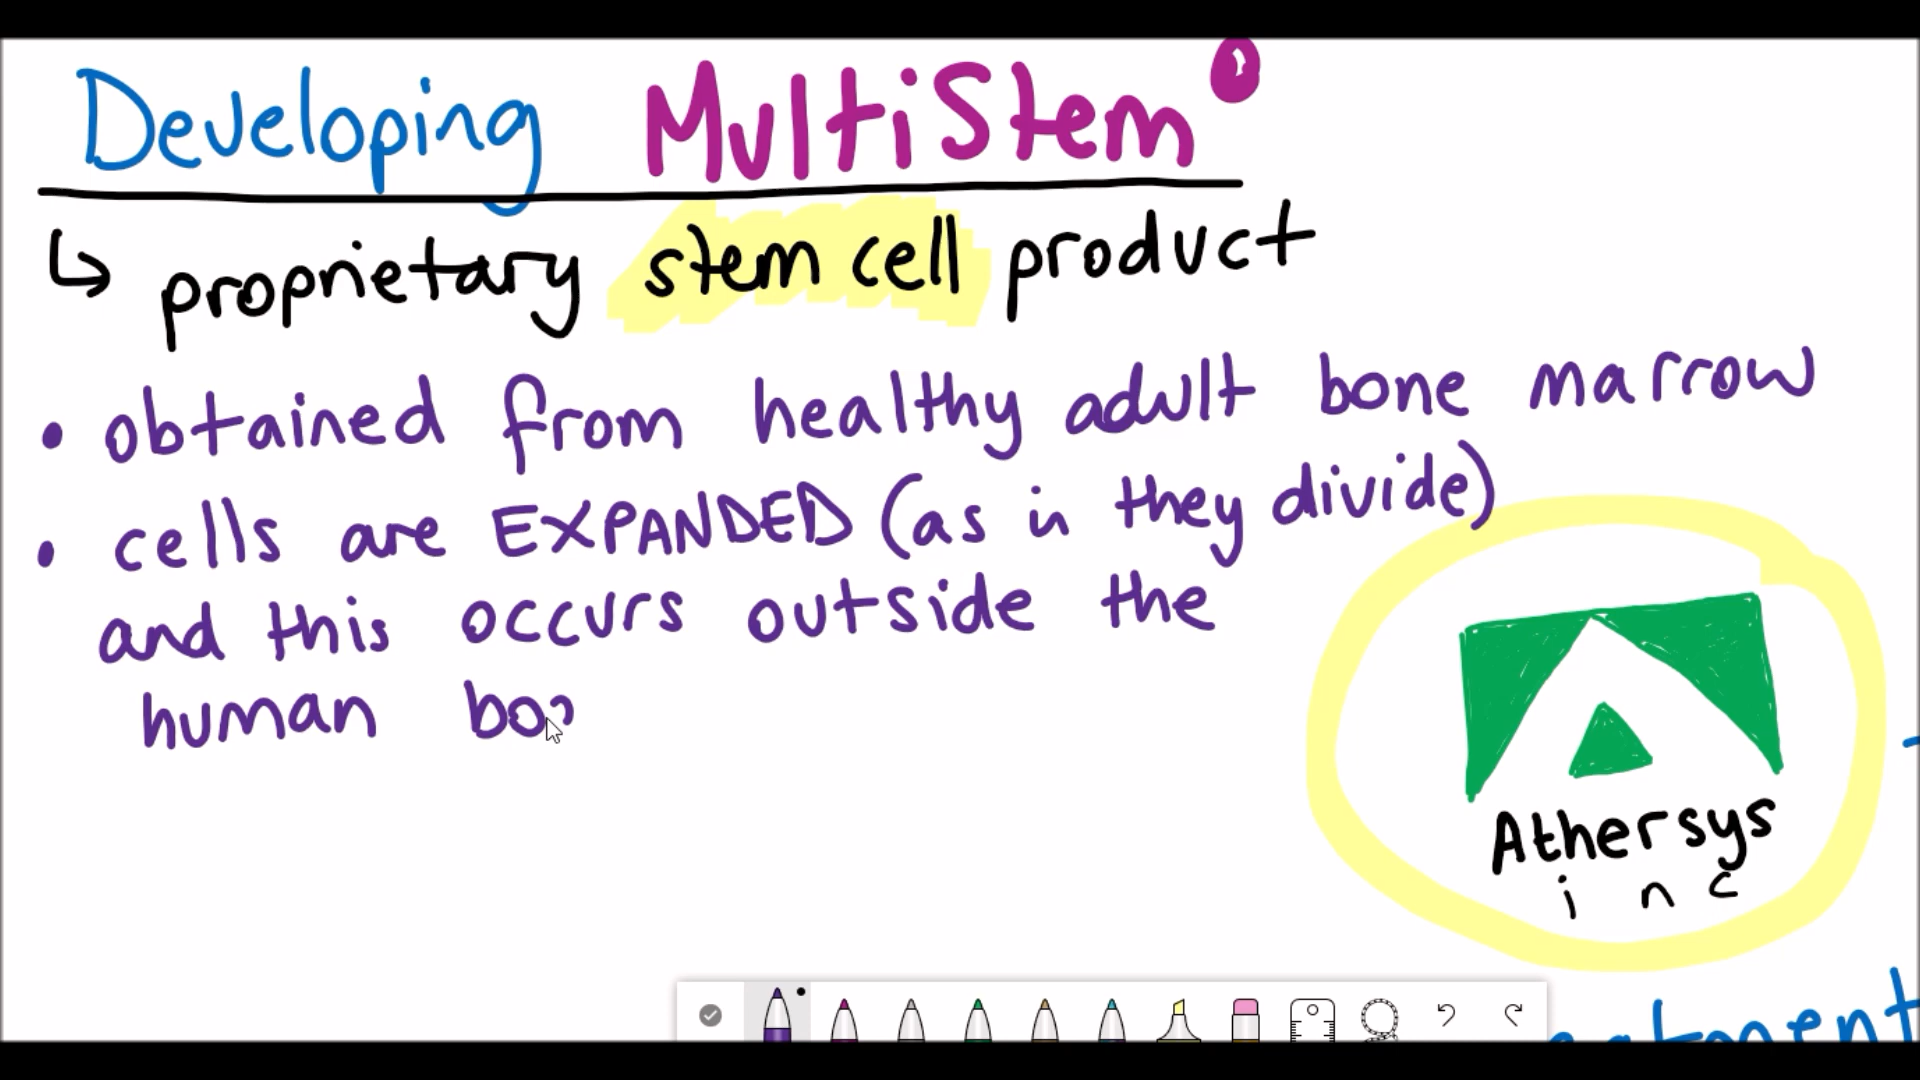 Developing MultiStem
↳ proprietary stem cell product
• obtained from healthy adult bone marrow
• cells are EXPANDED (as in they divide)
and this occurs outside the
human bo
Athersys
inc